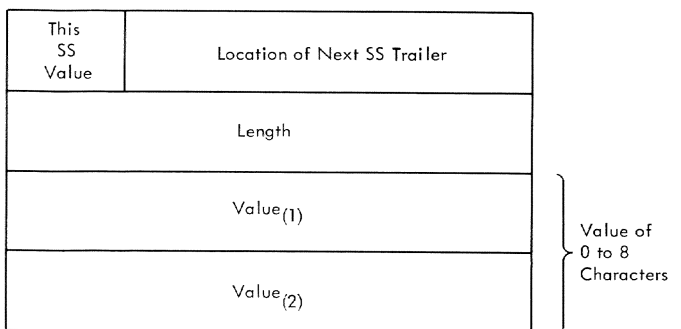 This
SS
Value
Location of Next SS Trailer
Length
Value(1)
Value of
0 to 8
Characters
Value(2)